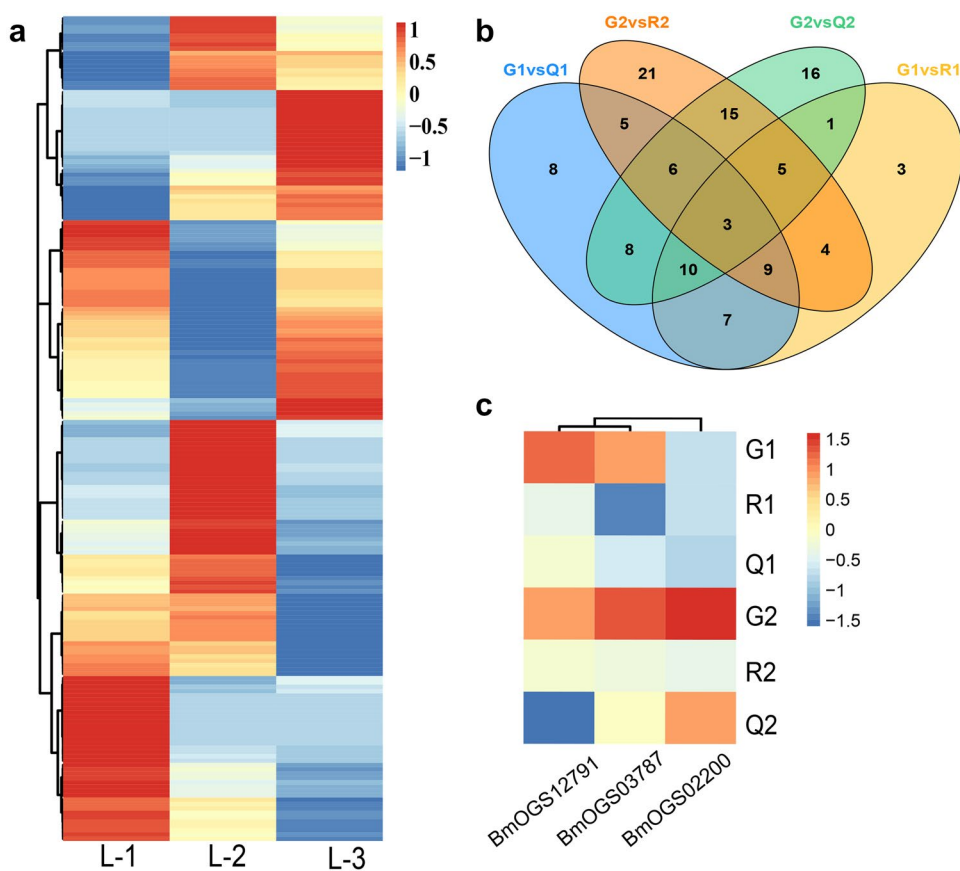 a
1
0.5
0
−0.5
−1
L-1 L-2 L-3
b
G2vsR2 G2vsQ2
G1vsQ1 G1vsR1
21 16
15
5 1
8 6 5 3
3
8 4
10 9
7
c
G1
R1
Q1
G2
R2
Q2
1.5
1
0.5
0
−0.5
−1
−1.5
BmOGS12791
BmOGS03787
BmOGS02200